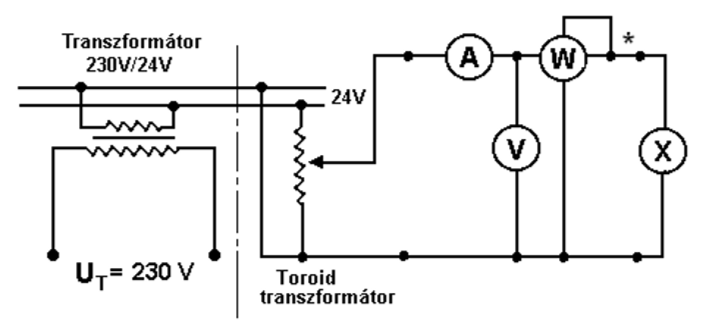 Transzformátor
230V/24V
24V
A
W
*
V
X
U_T = 230 V
Toroid
transzformátor